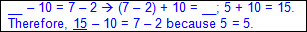 __ – 10 = 7 – 2 → (7 – 2) + 10 = __; 5 + 10 = 15.
Therefore, 15 – 10 = 7 – 2 because 5 = 5.